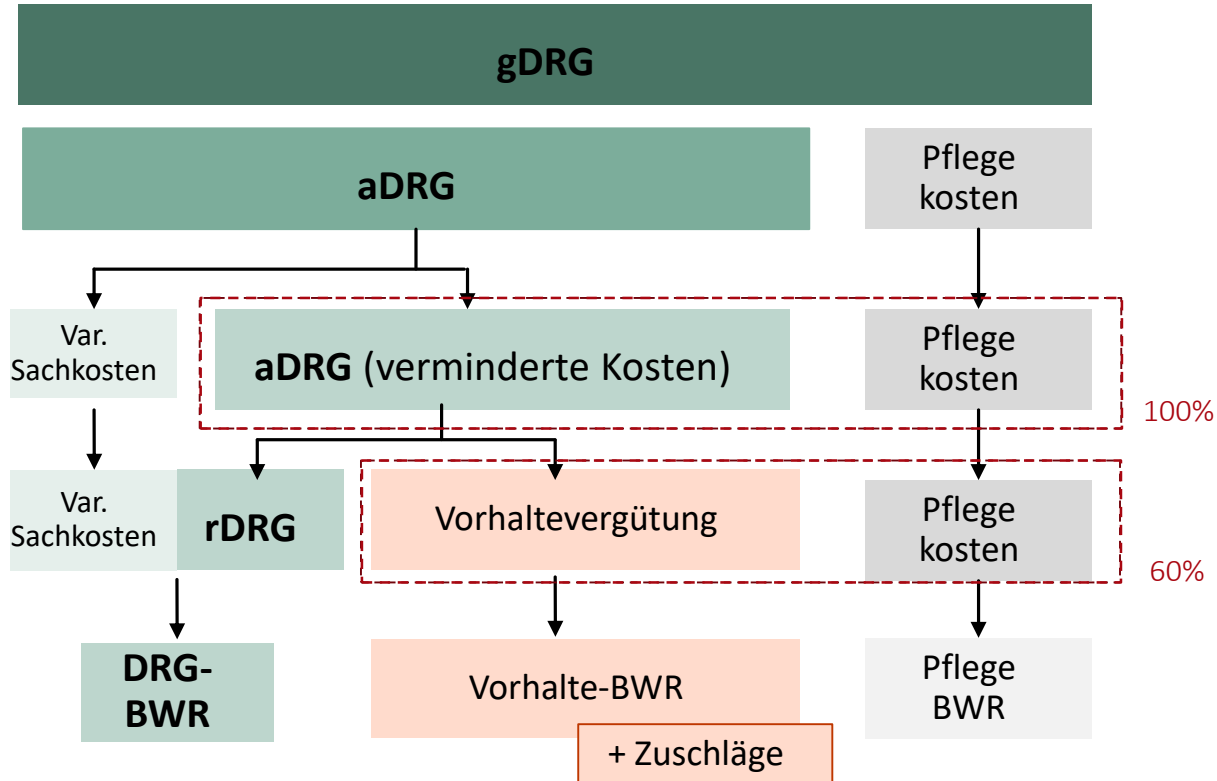 gDRG
aDRG
Pflege
kosten
Var.
Sachkosten
aDRG (verminderte Kosten)
Pflege
kosten
100%
Var.
Sachkosten
rDRG
Vorhaltevergütung
Pflege
kosten
60%
DRG-
BWR
Vorhalte-BWR
Pflege
BWR
+ Zuschläge